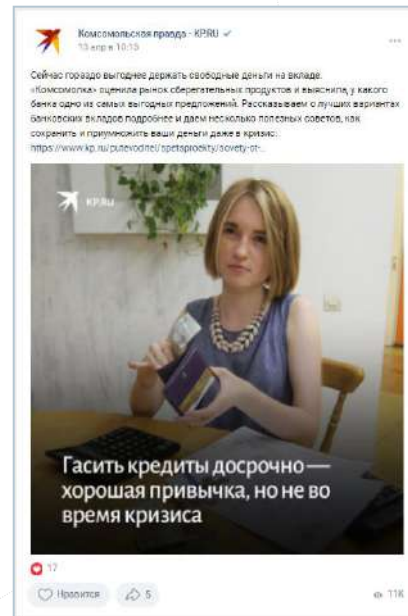 Комсомольская правда - KP.RU
13 апр в 10:15
Сейчас гораздо выгоднее держать свободные деньги на вкладе.
«Комсомолка» оценила рынок сберегательных продуктов и выяснила, у какого
банка одно из самых выгодных предложений. Рассказываем о лучших вариантах
банковских вкладов подробнее и даем несколько полезных советов, как
сохранить и приумножить ваши деньги даже в кризис:
https://www.kp.ru/putevoditel/spetsproekty/sovety-ot-..
KP.RU
Гасить кредиты досрочно —
хорошая привычка, но не во
время кризиса
17
Нравится 5 11K